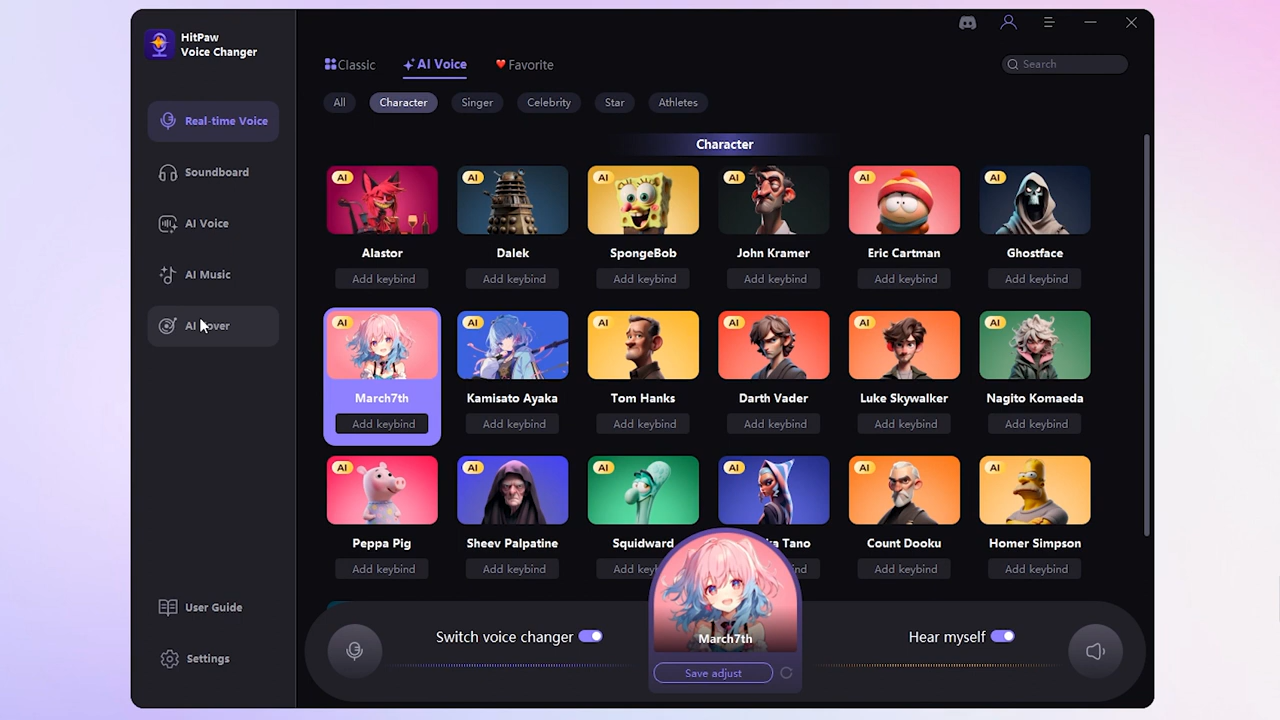 HitPaw
Voice Changer
Classic
AI Voice
Favorite
Search
All
Character
Singer
Celebrity
Star
Athletes
Real-time Voice
Soundboard
AI Voice
AI Music
User Guide
Settings
Character
AI AI AI AI AI AI
Alastor Dalek SpongeBob John Kramer Eric Cartman Ghostface
Add keybind Add keybind Add keybind Add keybind Add keybind Add keybind
AI AI AI AI AI AI
March7th Kamisato Ayaka Tom Hanks Darth Vader Luke Skywalker Nagito Komaeda
Add keybind Add keybind Add keybind Add keybind Add keybind Add keybind
AI AI AI AI AI AI
Peppa Pig Sheev Palpatine Squidward Tano Count Dooku Homer Simpson
Add keybind Add keybind Add Add keybind Add keybind
Switch voice changer
March7th
Save adjust
Hear myself